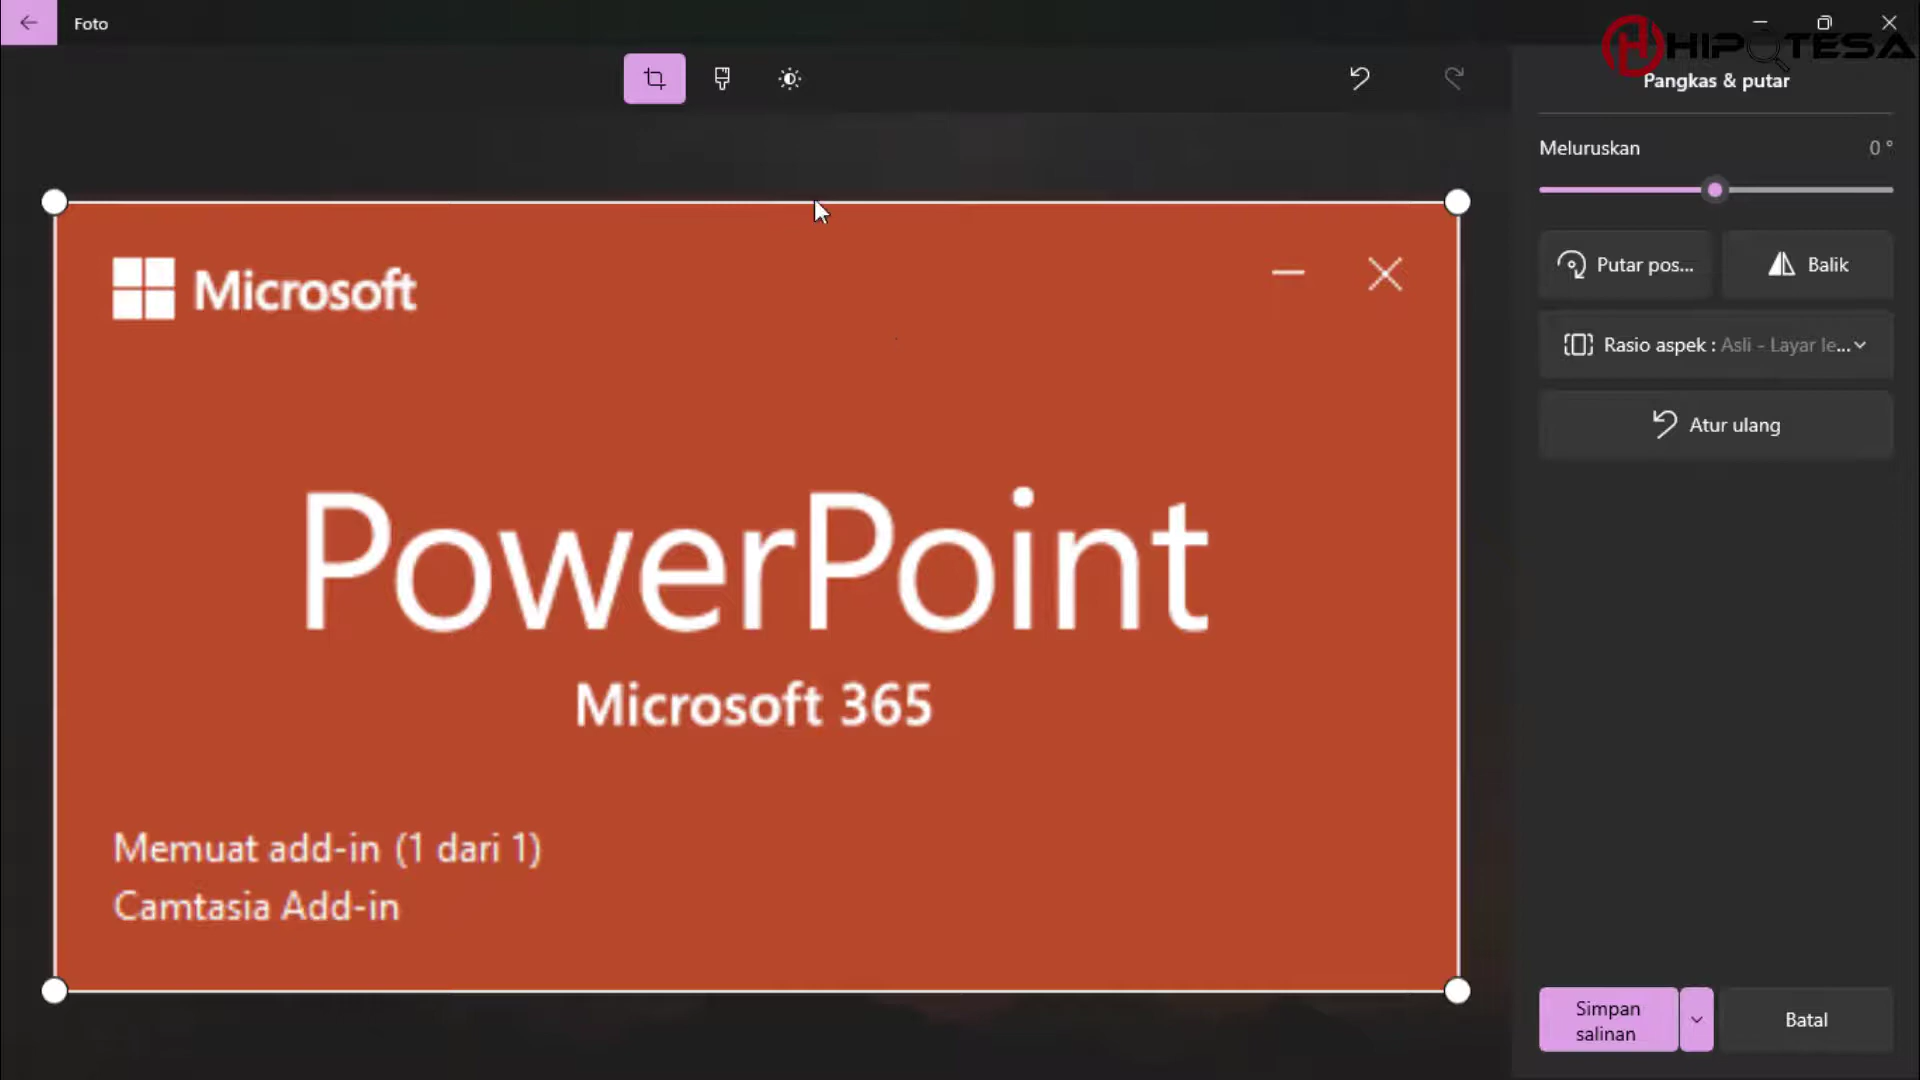 Foto
HIPOTESA
Pangkas & putar
Meluruskan
0 °
Putar pos...
Balik
Rasio aspek : Asli - Layar le...
Atur ulang
Microsoft
PowerPoint
Microsoft 365
Memuat add-in (1 dari 1)
Camtasia Add-in
Simpan
salinan
Batal